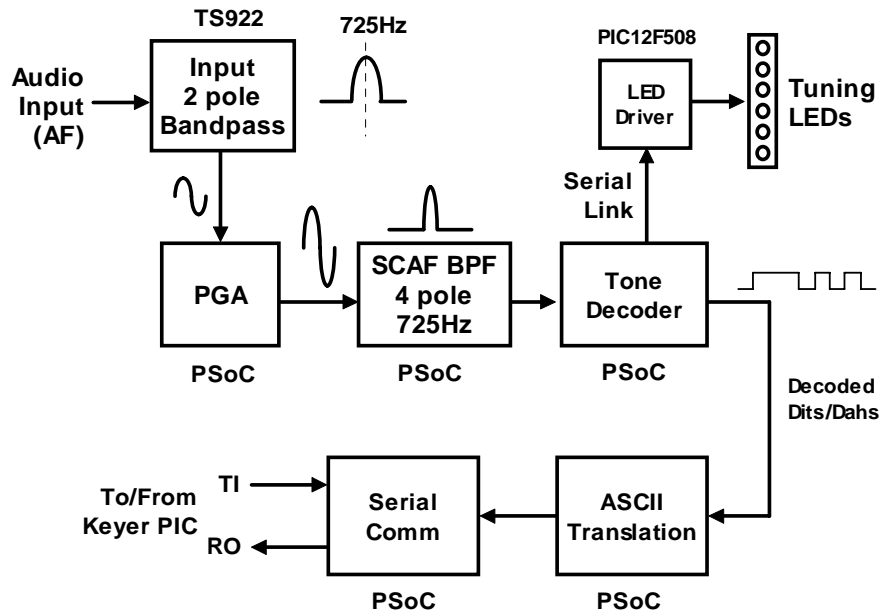 TS922
Audio
Input
(AF)
Input
2 pole
Bandpass
725Hz
PIC12F508
LED
Driver
Tuning
LEDs
Serial
Link
PGA
PSoC
SCAF BPF
4 pole
725Hz
PSoC
Tone
Decoder
PSoC
Decoded
Dits/Dahs
To/From
Keyer PIC
TI
RO
Serial
Comm
PSoC
ASCII
Translation
PSoC